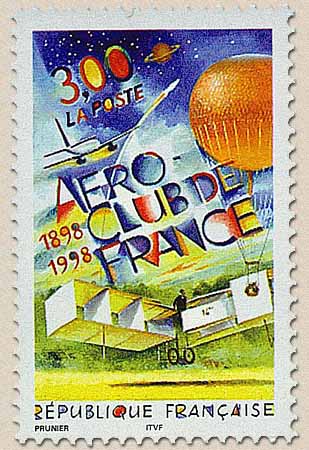 3,00
LA POSTE
AERO-
CLUB DE
FRANCE
1898
1998
RÉPUBLIQUE FRANÇAISE
PRUNIER ITVF